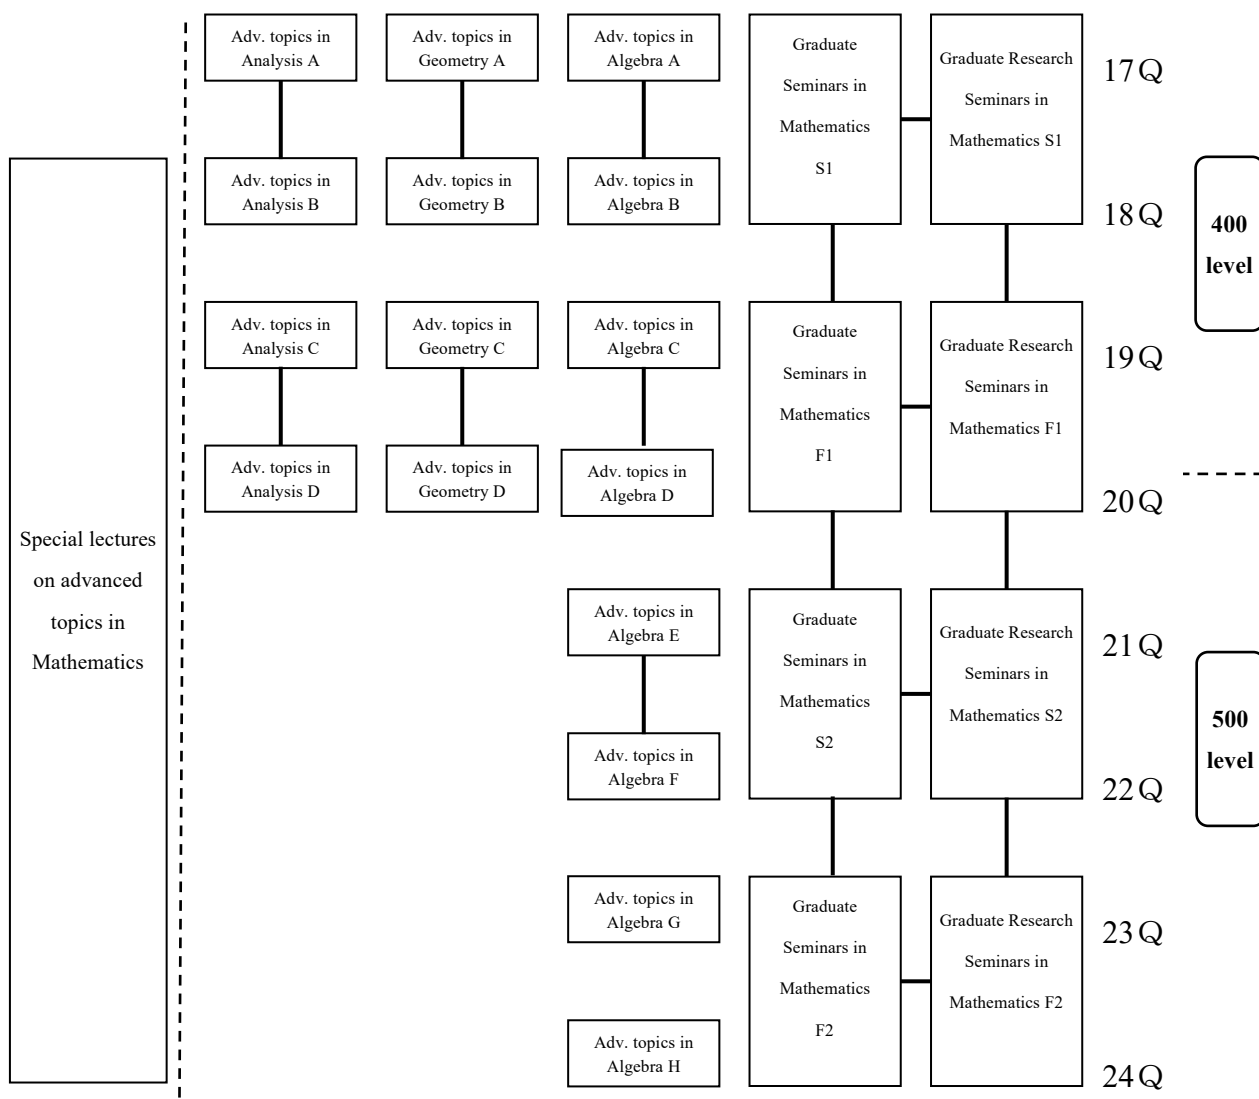 Adv. topics in
Analysis A
Adv. topics in
Geometry A
Adv. topics in
Algebra A
Graduate
Seminars in
Mathematics
S1
Graduate Research
Seminars in
Mathematics S1
17Q
Adv. topics in
Analysis B
Adv. topics in
Geometry B
Adv. topics in
Algebra B
18Q
400
level
Adv. topics in
Analysis C
Adv. topics in
Geometry C
Adv. topics in
Algebra C
Graduate
Seminars in
Mathematics
F1
Graduate Research
Seminars in
Mathematics F1
19Q
Adv. topics in
Analysis D
Adv. topics in
Geometry D
Adv. topics in
Algebra D
20Q
Special lectures
on advanced
topics in
Mathematics
Adv. topics in
Algebra E
Graduate
Seminars in
Mathematics
S2
Graduate Research
Seminars in
Mathematics S2
21Q
Adv. topics in
Algebra F
22Q
500
level
Adv. topics in
Algebra G
Graduate
Seminars in
Mathematics
F2
Graduate Research
Seminars in
Mathematics F2
23Q
Adv. topics in
Algebra H
24Q